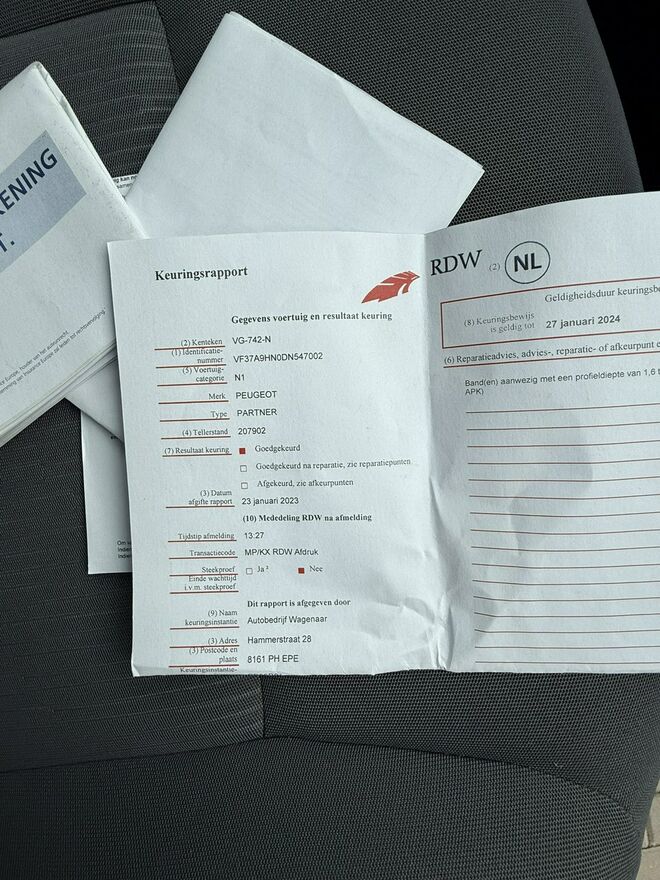 KENING
T.
Keuringsrapport
Gegevens voertuig en resultaat keuring
(2) Kenteken VG-742-N
(1) Identificatie-
nummer VF37A9HN0DN547002
(5) Voertuig-
categorie N1
Merk PEUGEOT
Type PARTNER
(4) Tellerstand 207902
(7) Resultaat keuring Goedgekeurd
Goedgekeurd na reparatie, zie reparatiepunten
Afgekeurd, zie afkeurpunten
(3) Datum
afgifte rapport 23 januari 2023
(10) Mededeling RDW na afmelding
Tijdstip afmelding 13:27
Transactiecode MP/KX RDW Afdruk
Steekproef Ja ² Nee
Einde wachttijd
i.v.m. steekproef
Dit rapport is afgegeven door
(9) Naam
keuringsinstantie Autobedrijf Wagenaar
(3) Adres Hammerstraat 28
(3) Postcode en
plaats 8161 PH EPE
Keuringsinstantie-
RDW (2) NL
Geldigheidsduur keuringsbe
(8) Keuringsbewijs
is geldig tot 27 januari 2024
(6) Reparatieadvies, advies-, reparatie- of afkeurpunt e
Band(en) aanwezig met een profieldiepte van 1,6 t
APK)